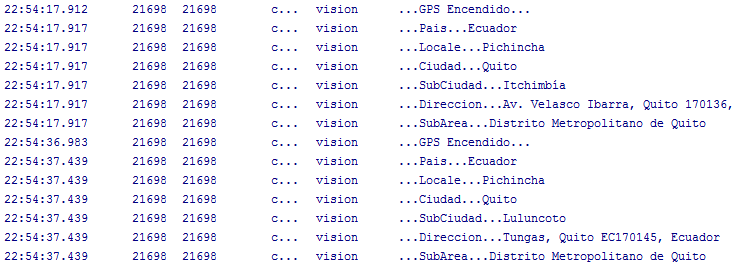 22:54:17.912 21698 21698 c... vision ...GPS Encendido...
22:54:17.917 21698 21698 c... vision ...Pais...Ecuador
22:54:17.917 21698 21698 c... vision ...Locale...Pichincha
22:54:17.917 21698 21698 c... vision ...Ciudad...Quito
22:54:17.917 21698 21698 c... vision ...SubCiudad...Itchimbía
22:54:17.917 21698 21698 c... vision ...Direccion...Av. Velasco Ibarra, Quito 170136,
22:54:17.917 21698 21698 c... vision ...SubArea...Distrito Metropolitano de Quito
22:54:36.983 21698 21698 c... vision ...GPS Encendido...
22:54:37.439 21698 21698 c... vision ...Pais...Ecuador
22:54:37.439 21698 21698 c... vision ...Locale...Pichincha
22:54:37.439 21698 21698 c... vision ...Ciudad...Quito
22:54:37.439 21698 21698 c... vision ...SubCiudad...Luluncoto
22:54:37.439 21698 21698 c... vision ...Direccion...Tungas, Quito EC170145, Ecuador
22:54:37.439 21698 21698 c... vision ...SubArea...Distrito Metropolitano de Quito